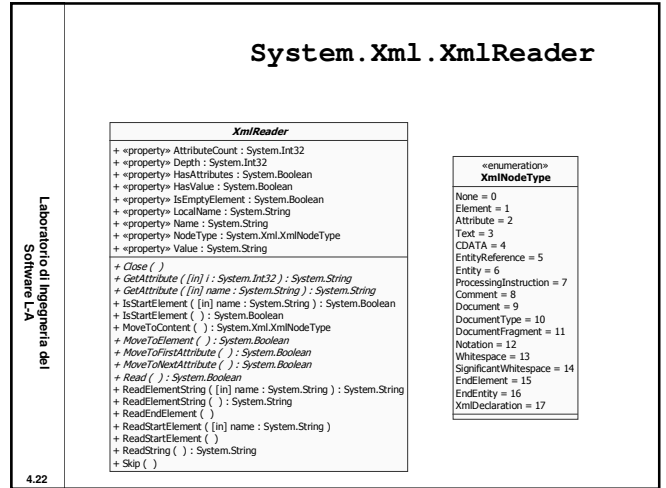 System.Xml.XmlReader
XmlReader
+ «property» AttributeCount : System.Int32
+ «property» Depth : System.Int32
+ «property» HasAttributes : System.Boolean
+ «property» HasValue : System.Boolean
+ «property» IsEmptyElement : System.Boolean
+ «property» LocalName : System.String
+ «property» Name : System.String
+ «property» NodeType : System.Xml.XmlNodeType
+ «property» Value : System.String
+ Close ( )
+ GetAttribute ( [in] i : System.Int32 ) : System.String
+ GetAttribute ( [in] name : System.String ) : System.String
+ IsStartElement ( [in] name : System.String ) : System.Boolean
+ IsStartElement ( ) : System.Boolean
+ MoveToContent ( ) : System.Xml.XmlNodeType
+ MoveToElement ( ) : System.Boolean
+ MoveToFirstAttribute ( ) : System.Boolean
+ MoveToNextAttribute ( ) : System.Boolean
+ Read ( ) : System.Boolean
+ ReadElementString ( [in] name : System.String ) : System.String
+ ReadElementString ( ) : System.String
+ ReadEndElement ( )
+ ReadStartElement ( [in] name : System.String )
+ ReadStartElement ( )
+ ReadString ( ) : System.String
+ Skip ( )
«enumeration»
XmlNodeType
None = 0
Element = 1
Attribute = 2
Text = 3
CDATA = 4
EntityReference = 5
Entity = 6
ProcessingInstruction = 7
Comment = 8
Document = 9
DocumentType = 10
DocumentFragment = 11
Notation = 12
Whitespace = 13
SignificantWhitespace = 14
EndElement = 15
EndEntity = 16
XmlDeclaration = 17
Laboratorio di Ingegneria del
Software L-A
4.22